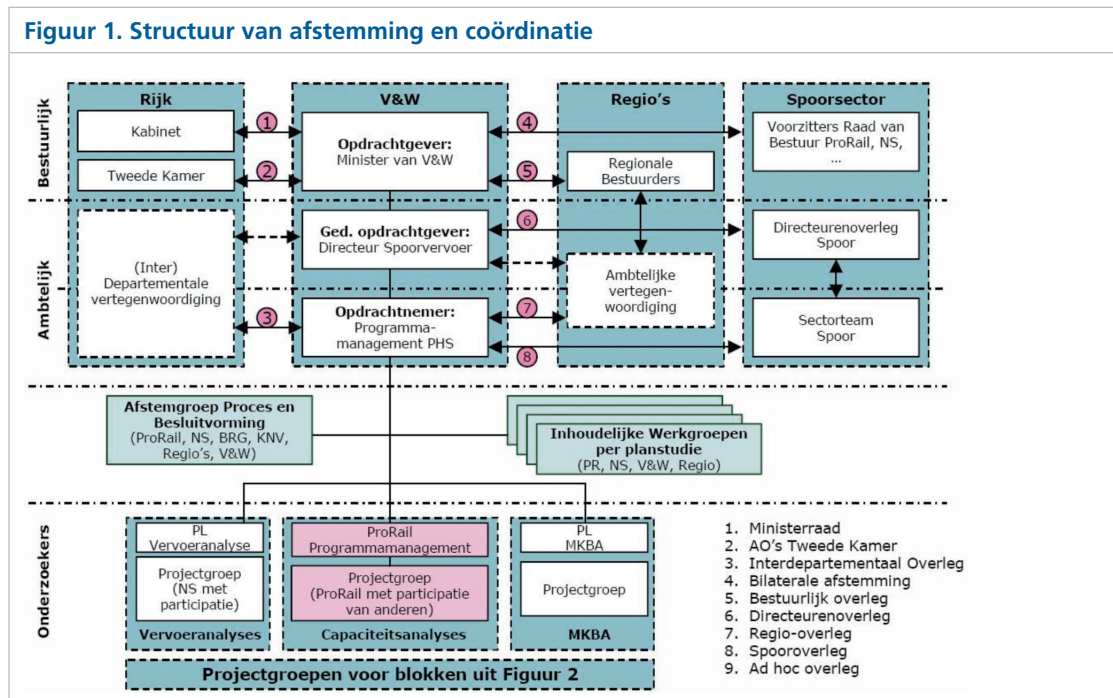 Figuur 1. Structuur van afstemming en coördinatie
Bestuurlijk
Rijk
V&W
Regio's
Spoorsector
Kabinet
1
Opdrachtgever:
Minister van V&W
4
Voorzitters Raad van
Bestuur ProRail, NS,
...
Tweede Kamer
2
5
Regionale
Bestuurders
Ambtelijk
(Inter)
Departementale
vertegenwoordiging
Ged. opdrachtgever:
Directeur Spoorvervoer
6
Directeurenoverleg
Spoor
Ambtelijke
vertegen-
woordiging
3
Opdrachtnemer:
Programma-
management PHS
7
8
Sectorteam
Spoor
Afstemgroep Proces en
Besluitvorming
(ProRail, NS, BRG, KNV,
Regio's, V&W)
Inhoudelijke Werkgroepen
per planstudie
(PR, NS, V&W, Regio)
Onderzoekers
PL
Vervoeranalyse
Projectgroep
(NS met
participatie)
Vervoeranalyses
ProRail
Programmamanagement
Projectgroep
(ProRail met participatie
van anderen)
Capaciteitsanalyses
PL
MKBA
Projectgroep
MKBA
Projectgroepen voor blokken uit Figuur 2
1. Ministerraad
2. AO's Tweede Kamer
3. Interdepartementaal Overleg
4. Bilaterale afstemming
5. Bestuurlijk overleg
6. Directeurenoverleg
7. Regio-overleg
8. Spooroverleg
9. Ad hoc overleg